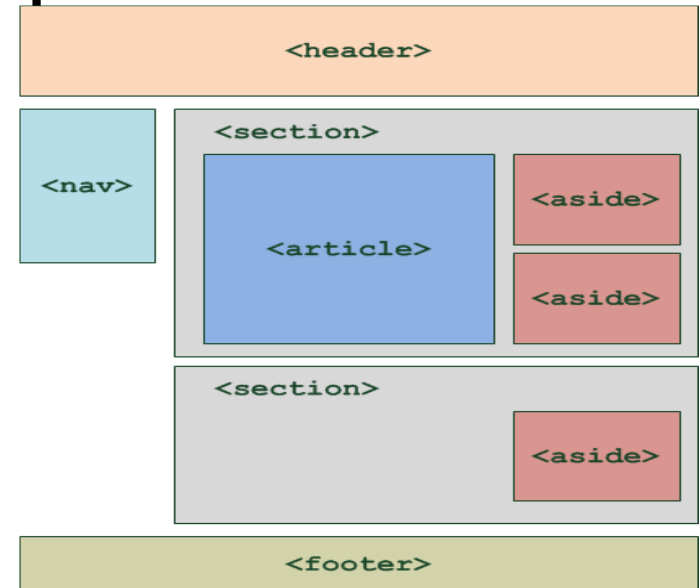 <header>
<nav>
<section>
<article>
<aside>
<aside>
<section>
<aside>
<footer>